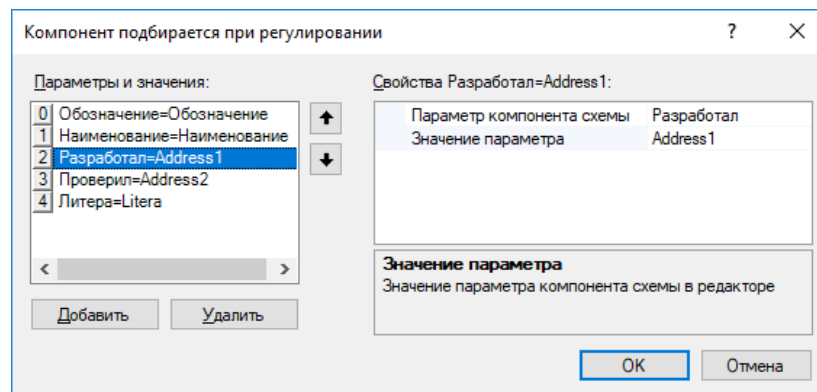 Компонент подбирается при регулировании
?
Параметры и значения:
Свойства Разработал=Address1:
0 Обозначение=Обозначение
1 Наименование=Наименование
2 Разработал=Address1
3 Проверил=Address2
4 Литера=Litera
Параметр компонента схемы Разработал
Значение параметра Address1
Значение параметра
Значение параметра компонента схемы в редакторе
Добавить
Удалить
OK
Отмена